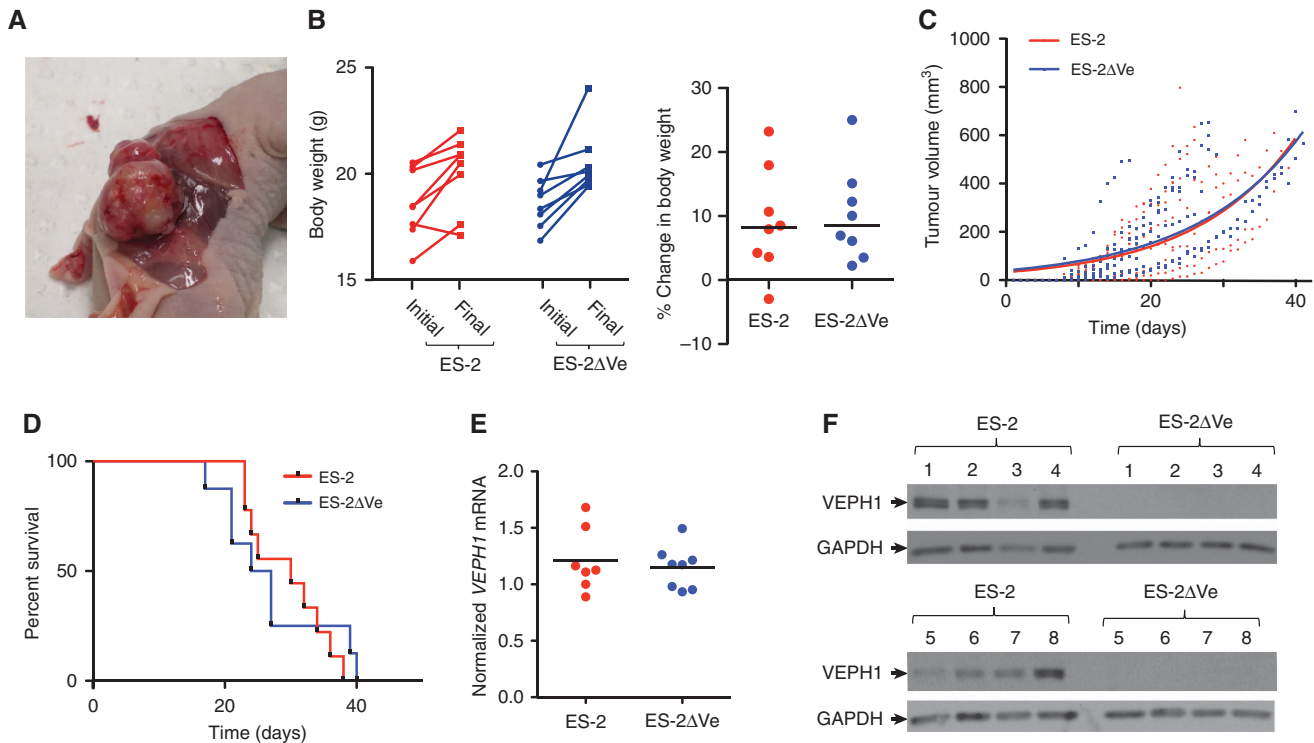 A
B
Body weight (g)
25
20
15
Initial
Final
Initial
Final
ES-2
ES-2ΔVe
% Change in body weight
30
20
10
0
−10
ES-2
ES-2ΔVe
C
Tumour volume (mm³)
1000
800
600
400
200
0
ES-2
ES-2ΔVe
0
20
40
Time (days)
D
Percent survival
100
50
0
ES-2
ES-2ΔVe
0
20
40
Time (days)
E
Normalized VEPH1 mRNA
2.0
1.5
1.0
0.5
0.0
ES-2
ES-2ΔVe
F
ES-2
ES-2ΔVe
1 2 3 4 1 2 3 4
VEPH1
GAPDH
ES-2
ES-2ΔVe
5 6 7 8 5 6 7 8
VEPH1
GAPDH